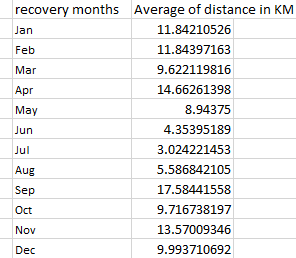 recovery months Average of distance in KM
Jan 11.84210526
Feb 11.84397163
Mar 9.622119816
Apr 14.66261398
May 8.94375
Jun 4.35395189
Jul 3.024221453
Aug 5.586842105
Sep 17.58441558
Oct 9.716738197
Nov 13.57009346
Dec 9.993710692